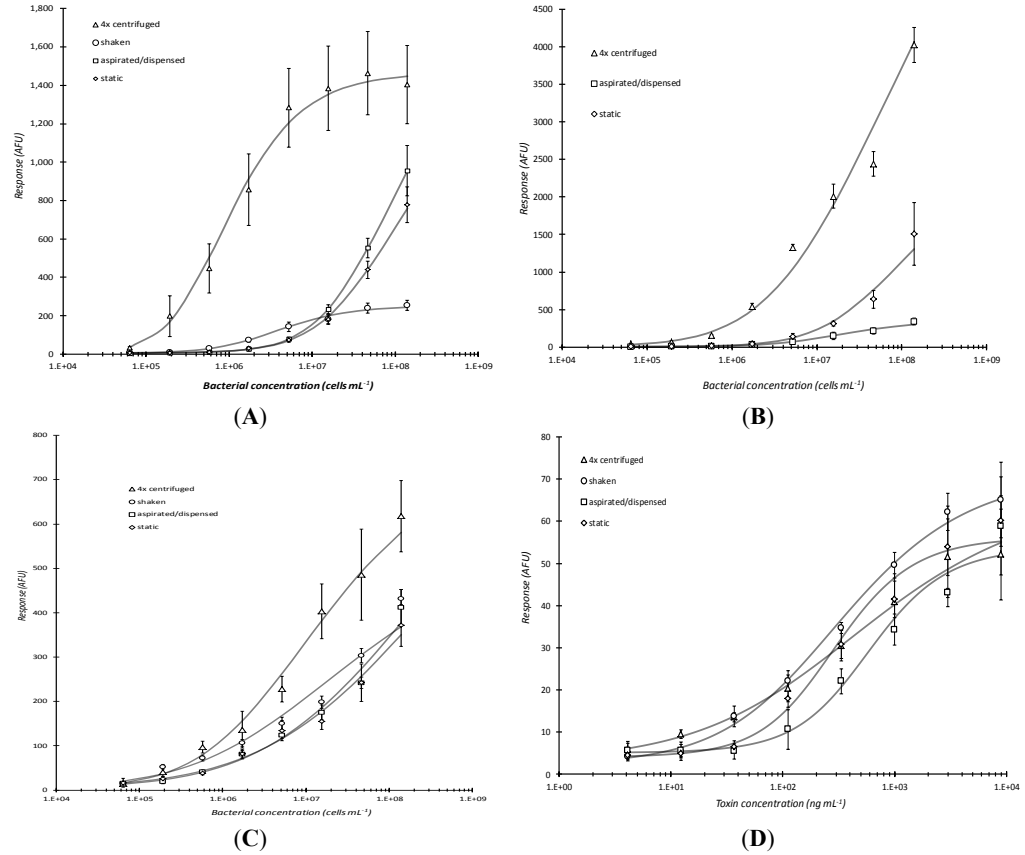 1,800
1,600
1,400
1,200
1,000
800
600
400
200
0
Response (AFU)
4x centrifuged
shaken
aspirated/dispensed
static
1.E+04 1.E+05 1.E+06 1.E+07 1.E+08 1.E+09
Bacterial concentration (cells mL-1)
(A)
4500
4000
3500
3000
2500
2000
1500
1000
500
0
Response (AFU)
4x centrifuged
aspirated/dispensed
static
1.E+04 1.E+05 1.E+06 1.E+07 1.E+08 1.E+09
Bacterial concentration (cells mL-1)
(B)
800
700
600
500
400
300
200
100
0
Response (AFU)
4x centrifuged
shaken
aspirated/dispensed
static
1.E+04 1.E+05 1.E+06 1.E+07 1.E+08 1.E+09
Bacterial concentration (cells mL-1)
(C)
80
70
60
50
40
30
20
10
0
Response (AFU)
4x centrifuged
shaken
aspirated/dispensed
static
1.E+00 1.E+01 1.E+02 1.E+03 1.E+04
Toxin concentration (ng mL-1)
(D)